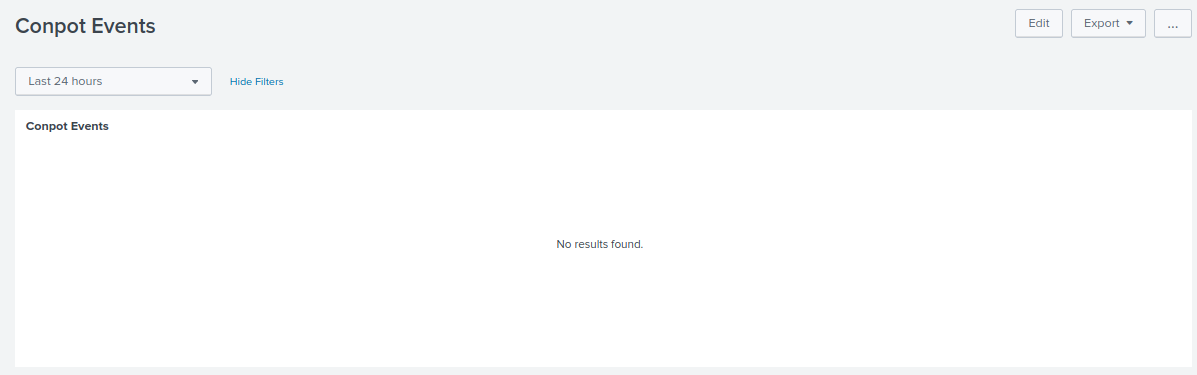 Conpot Events
Edit
Export
...
Last 24 hours
Hide Filters
Conpot Events
No results found.